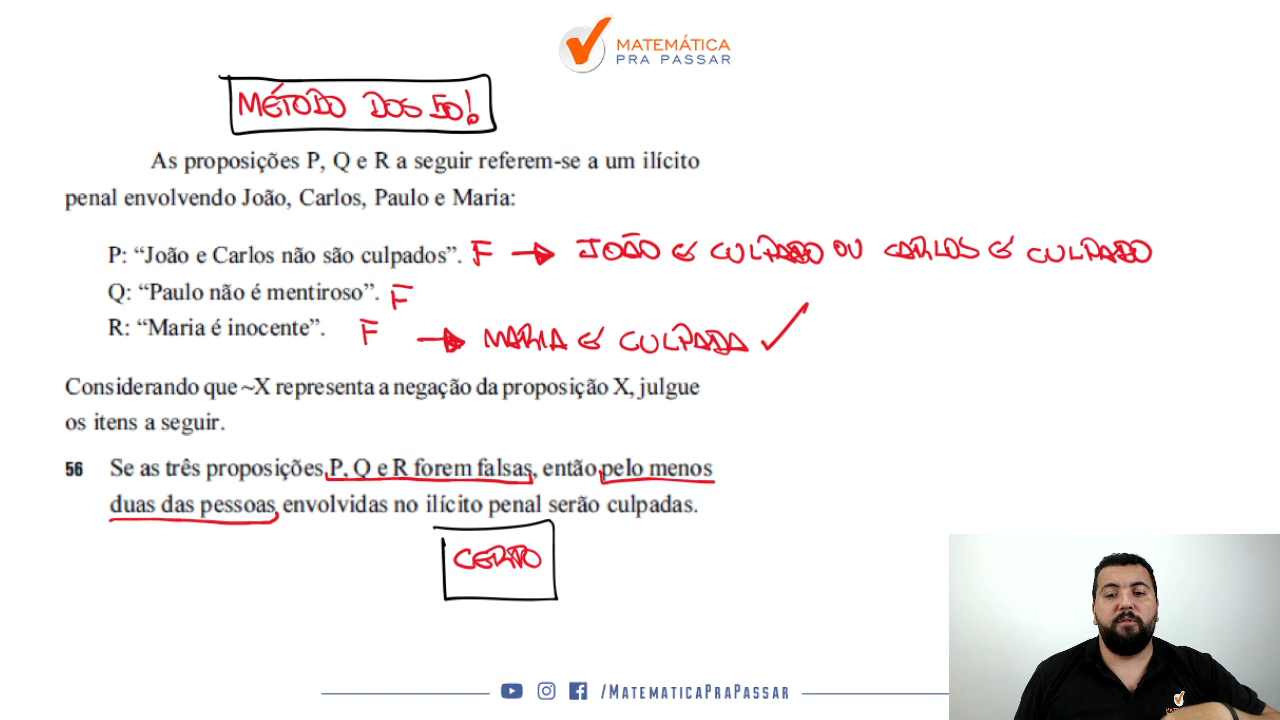 MATEMÁTICA
PRA PASSAR
MÉTODO DOS 50!
As proposições P, Q e R a seguir referem-se a um ilícito
penal envolvendo João, Carlos, Paulo e Maria:
P: “João e Carlos não são culpados”. F → JOÃO É CULPADO OU CARLOS É CULPADO
Q: “Paulo não é mentiroso”. F
R: “Maria é inocente”. F → MARIA É CULPADA ✓
Considerando que ~X representa a negação da proposição X, julgue
os itens a seguir.
56 Se as três proposições P, Q e R forem falsas, então pelo menos
duas das pessoas envolvidas no ilícito penal serão culpadas.
CERTO
/MATEMATICAPRAPASSAR